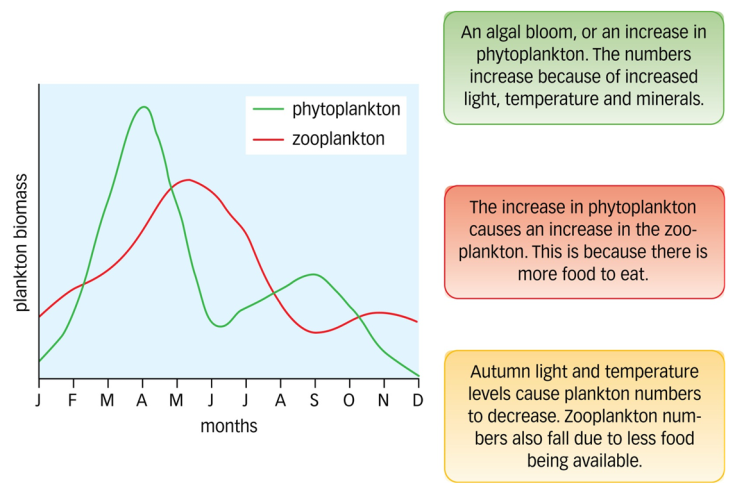 phytoplankton
zooplankton
plankton biomass
J F M A M J J A S O N D
months
An algal bloom, or an increase in
phytoplankton. The numbers
increase because of increased
light, temperature and minerals.
The increase in phytoplankton
causes an increase in the zoo-
plankton. This is because there is
more food to eat.
Autumn light and temperature
levels cause plankton numbers
to decrease. Zooplankton num-
bers also fall due to less food
being available.